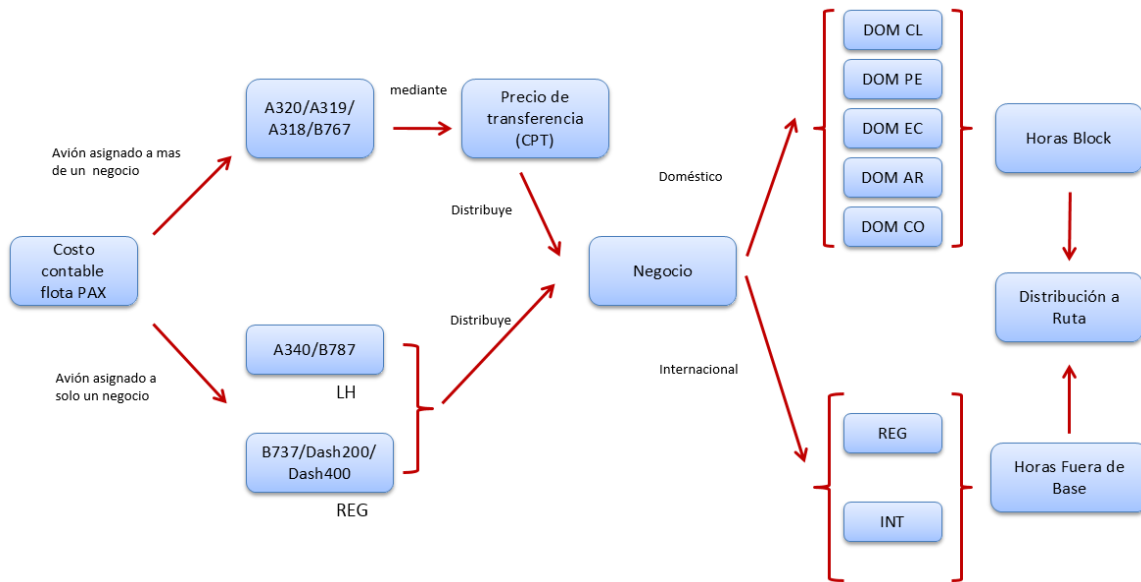 Costo
contable
flota PAX
Avión asignado a mas
de un negocio
Avión asignado a
solo un negocio
A320/A319/
A318/B767
mediante
Precio de
transferencia
(CPT)
Distribuye
A340/B787
LH
B737/Dash200/
Dash400
REG
Distribuye
Negocio
Doméstico
Internacional
DOM CL
DOM PE
DOM EC
DOM AR
DOM CO
REG
INT
Horas Block
Distribución a
Ruta
Horas Fuera de
Base